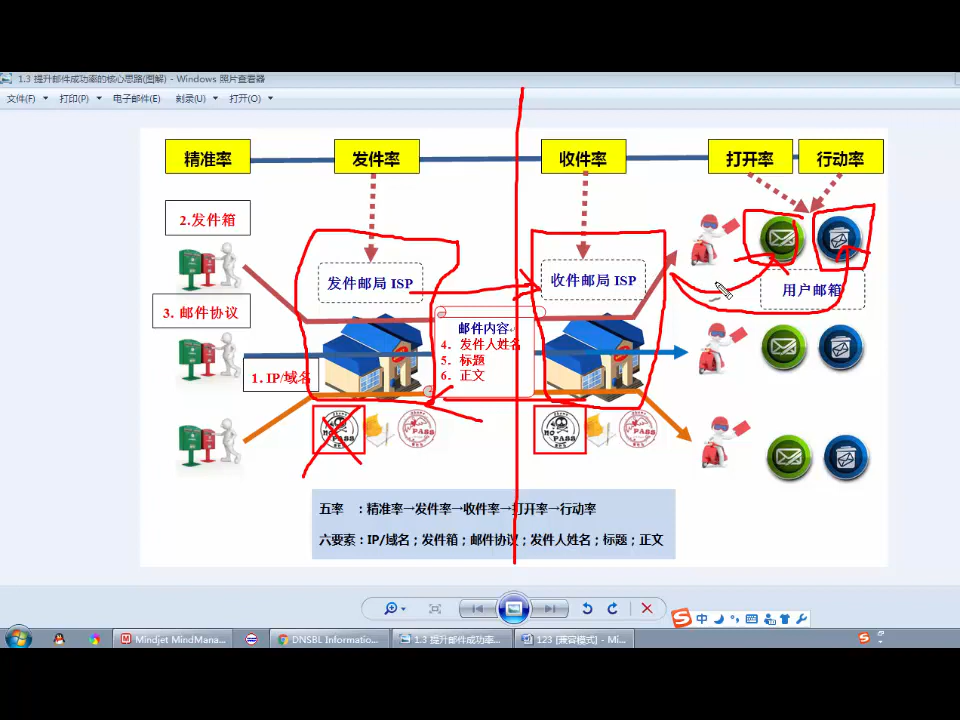 1.3 提升邮件成功率的核心思路(图解) - Windows 照片查看器
文件(F) 打印(P) 电子邮件(E) 刻录(U) 打开(O)
精准率 发件率 收件率 打开率 行动率
2.发件箱
发件邮局 ISP
收件邮局 ISP
用户邮箱
3. 邮件协议
邮件内容
4. 发件人姓名
5. 标题
6. 正文
1. IP/域名
NO PASS
PASS
NO PASS
PASS
五率 ：精准率→发件率→收件率→打开率→行动率
六要素：IP/域名；发件箱；邮件协议；发件人姓名；标题；正文
中
Mindjet MindMana...
DNSBL Informatio...
1.3 提升邮件成功率...
123 [兼容模式] - Mi...